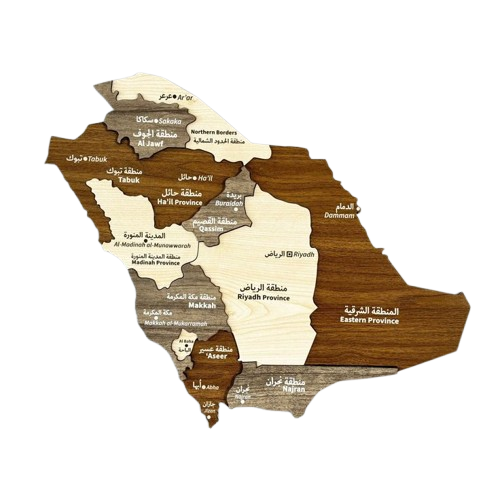 عرعر Ar'ar
سكاكا Sakaka
منطقة الجوف
Al Jawf
Northern Borders
منطقة الحدود الشمالية
تبوك Tabuk
منطقة تبوك
Tabuk
حائل Ha'il
منطقة حائل
Ha'il Province
بريدة
Buraidah
منطقة القصيم
Qassim
الدمام
Dammam
المدينة المنورة
Al-Madinah al-Munawwarah
منطقة المدينة المنورة
Madinah Province
الرياض Riyadh
منطقة الرياض
Riyadh Province
المنطقة الشرقية
Eastern Province
منطقة مكة المكرمة
Makkah
مكة المكرمة
Makkah al-Mukarramah
Al Baha
الباحة
منطقة عسير
'Aseer
أبها Abha
منطقة نجران
Najran
نجران
Najran
جازان
Jizan